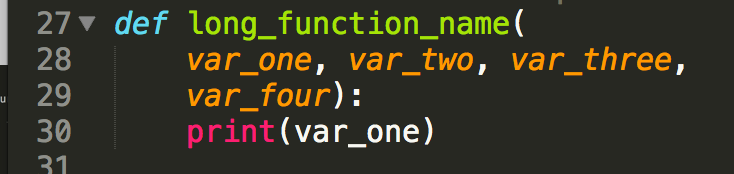 27 def long_function_name(
28     var_one, var_two, var_three,
29     var_four):
30     print(var_one)
31